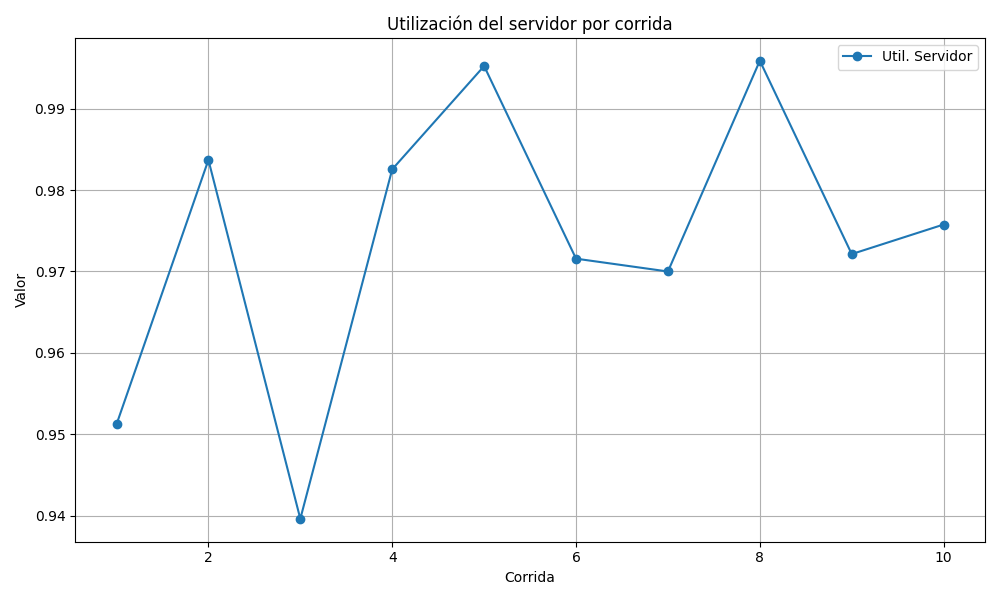 Utilización del servidor por corrida
Util. Servidor
Valor
0.99
0.98
0.97
0.96
0.95
0.94
2 4 6 8 10
Corrida